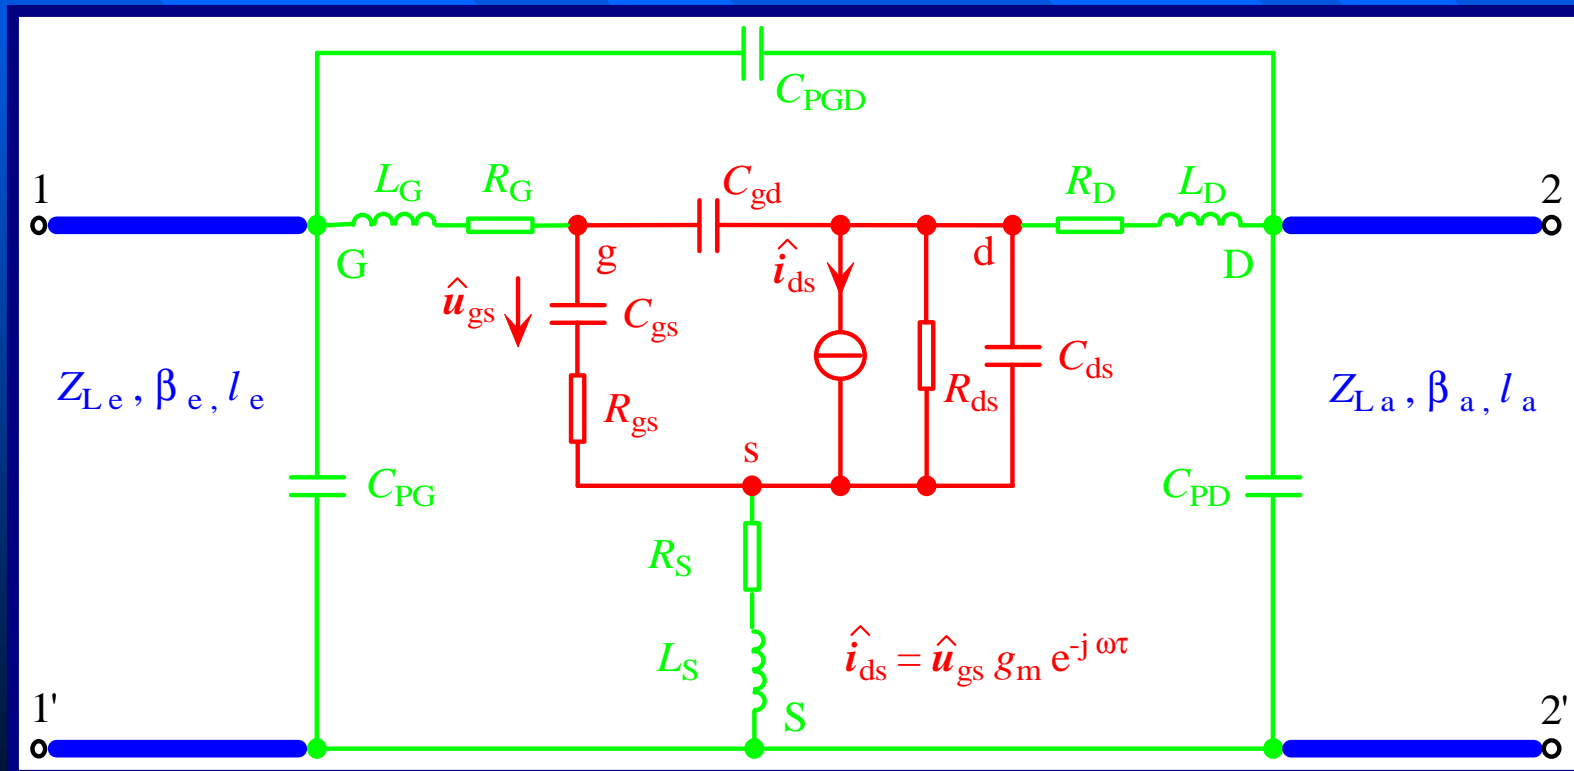 C_PGD
1
L_G
R_G
C_gd
R_D
L_D
2
G
g
î_ds
d
D
û_gs
C_gs
C_ds
Z_Le, β_e, l_e
R_gs
R_ds
Z_La, β_a, l_a
s
C_PG
C_PD
R_S
L_S
î_ds = û_gs g_m e^-jωτ
1'
S
2'